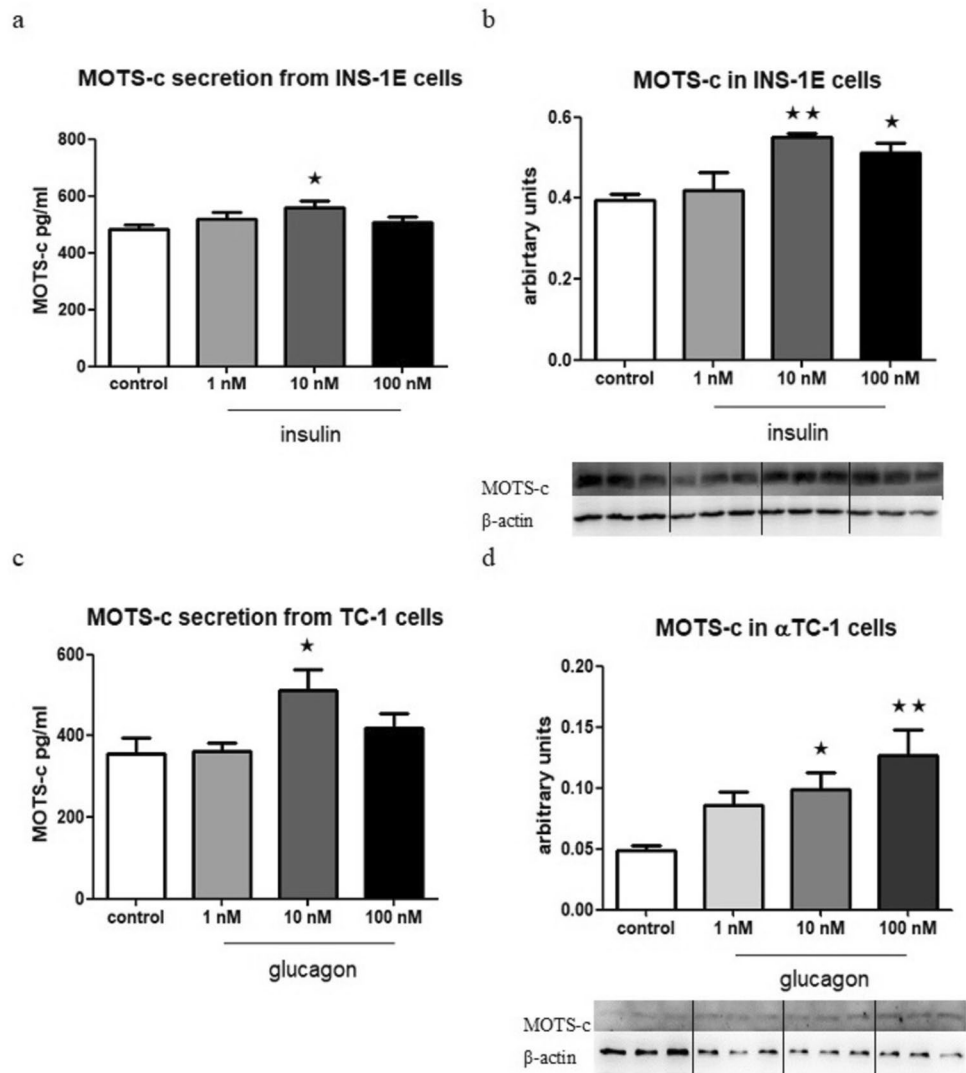 a
MOTS-c secretion from INS-1E cells
MOTS-c pg/ml
800
600
400
200
0
★
control 1 nM 10 nM 100 nM
insulin
b
MOTS-c in INS-1E cells
arbirtary units
0.6
0.4
0.2
0.0
★★
★
control 1 nM 10 nM 100 nM
insulin
MOTS-c
β-actin
c
MOTS-c secretion from TC-1 cells
MOTS-c pg/ml
600
400
200
0
★
control 1 nM 10 nM 100 nM
glucagon
d
MOTS-c in αTC-1 cells
arbitrary units
0.20
0.15
0.10
0.05
0.00
★
★★
control 1 nM 10 nM 100 nM
glucagon
MOTS-c
β-actin